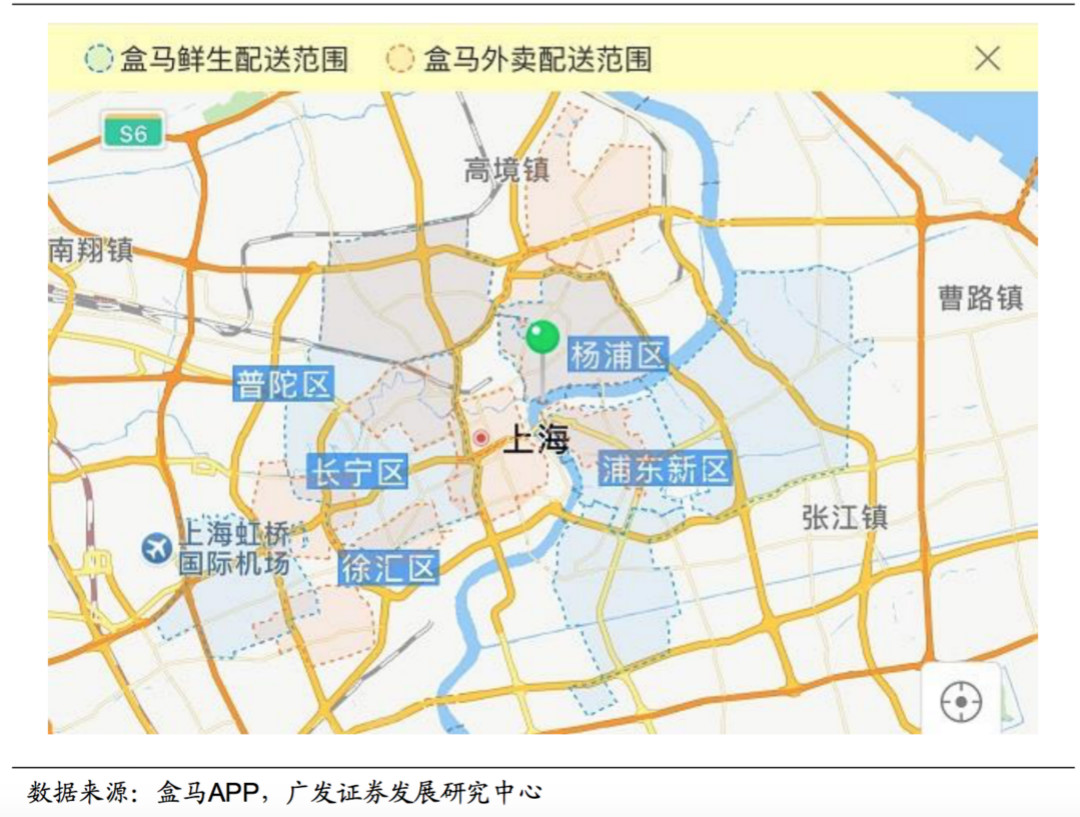 盒马鲜生配送范围 盒马外卖配送范围
S6
高境镇
南翔镇
曹路镇
杨浦区
普陀区
上海
长宁区
浦东新区
张江镇
上海虹桥
国际机场
徐汇区
数据来源：盒马APP，广发证券发展研究中心